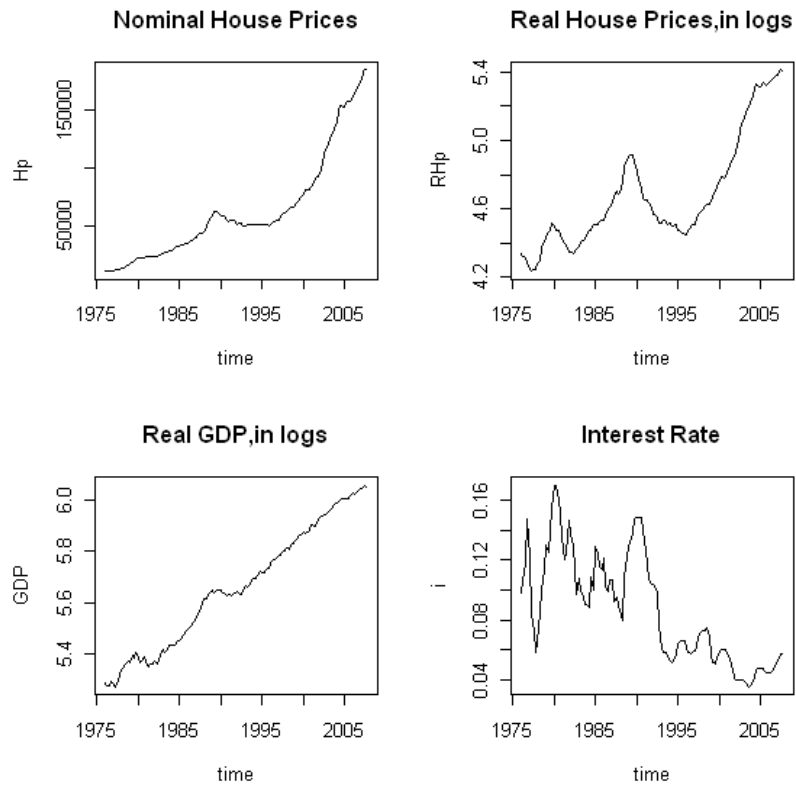 Nominal House Prices
Hp
150000
50000
1975 1985 1995 2005
time
Real House Prices,in logs
RHp
5.4
5.0
4.6
4.2
1975 1985 1995 2005
time
Real GDP,in logs
GDP
6.0
5.8
5.6
5.4
1975 1985 1995 2005
time
Interest Rate
i
0.16
0.12
0.08
0.04
1975 1985 1995 2005
time